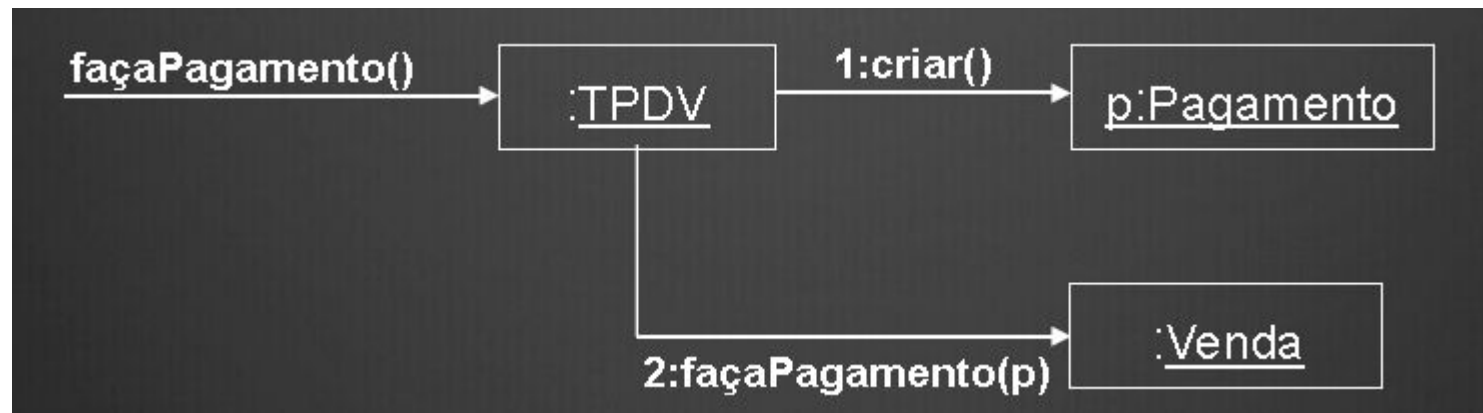 façaPagamento()
1:criar()
:TPDV
p:Pagamento
:Venda
2:façaPagamento(p)